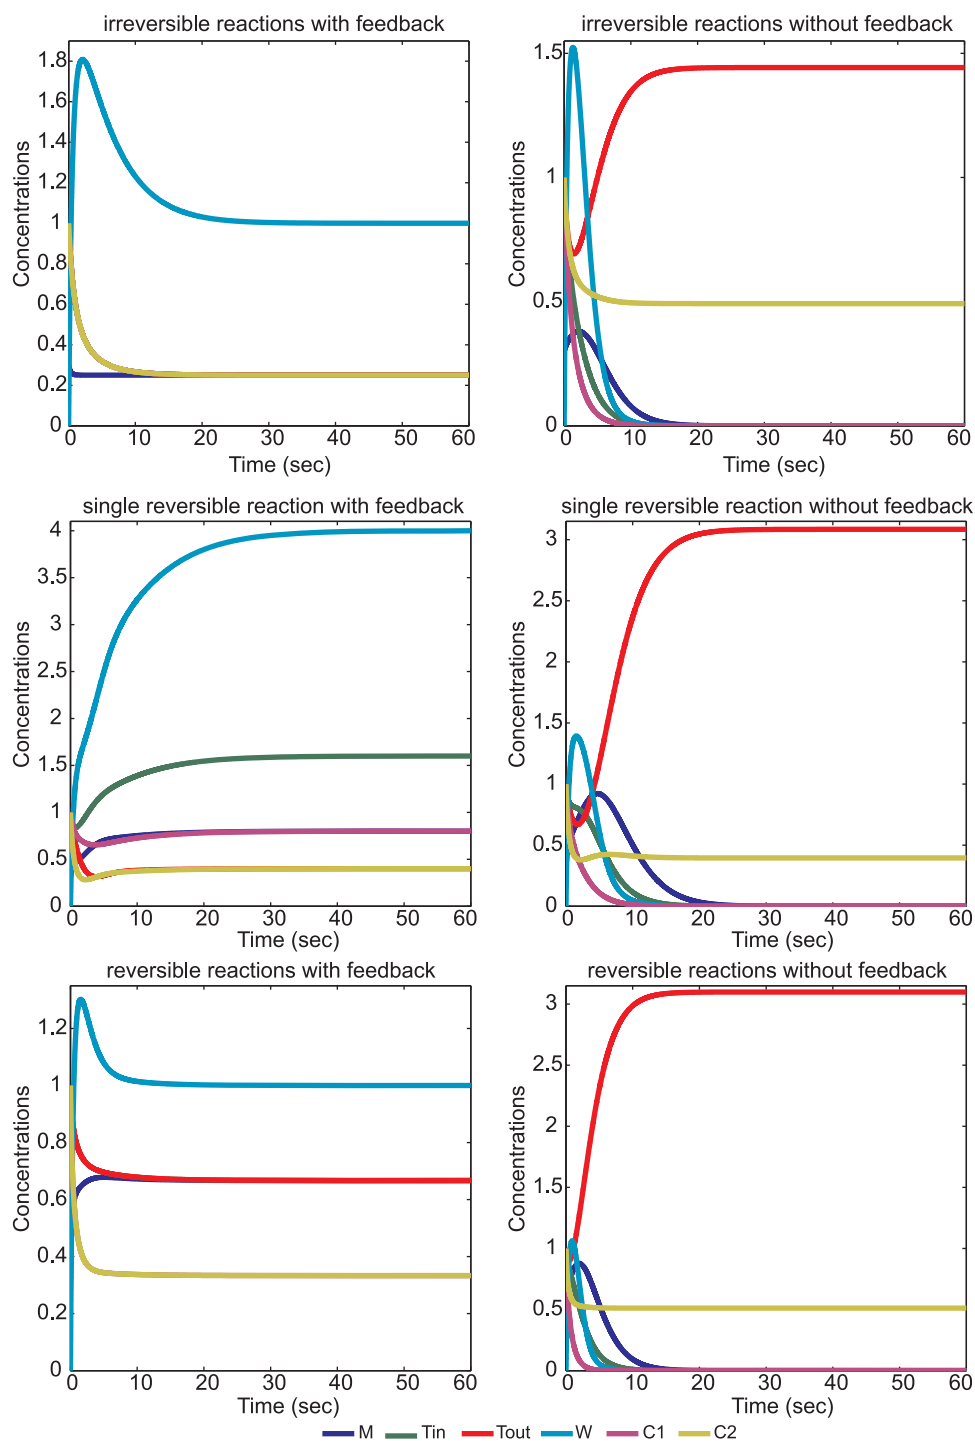 irreversible reactions with feedback
1.8
1.6
1.4
1.2
1
0.8
0.6
0.4
0.2
0
0 10 20 30 40 50 60
Concentrations
Time (sec)
irreversible reactions without feedback
1.5
1
0.5
0
0 10 20 30 40 50 60
Concentrations
Time (sec)
single reversible reaction with feedback
4
3.5
3
2.5
2
1.5
1
0.5
0
0 10 20 30 40 50 60
Concentrations
Time (sec)
single reversible reaction without feedback
3
2.5
2
1.5
1
0.5
0
0 10 20 30 40 50 60
Concentrations
Time (sec)
reversible reactions with feedback
1.2
1
0.8
0.6
0.4
0.2
0
0 10 20 30 40 50 60
Concentrations
Time (sec)
reversible reactions without feedback
3
2.5
2
1.5
1
0.5
0
0 10 20 30 40 50 60
Concentrations
Time (sec)
M Tin Tout W C1 C2